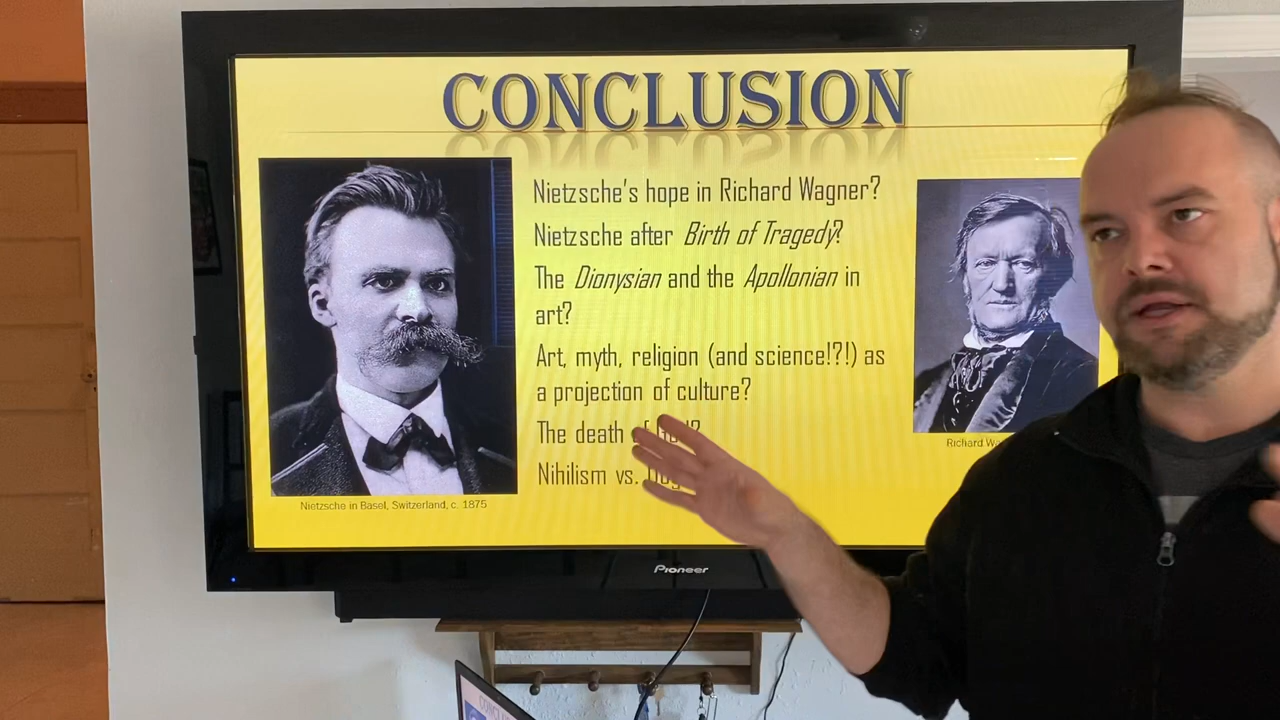 CONCLUSION
Nietzsche's hope in Richard Wagner?
Nietzsche after Birth of Tragedy?
The Dionysian and the Apollonian in
art?
Art, myth, religion (and science!?!) as
a projection of culture?
The death of God?
Nihilism vs.
Nietzsche in Basel, Switzerland, c. 1875
Richard
Pioneer